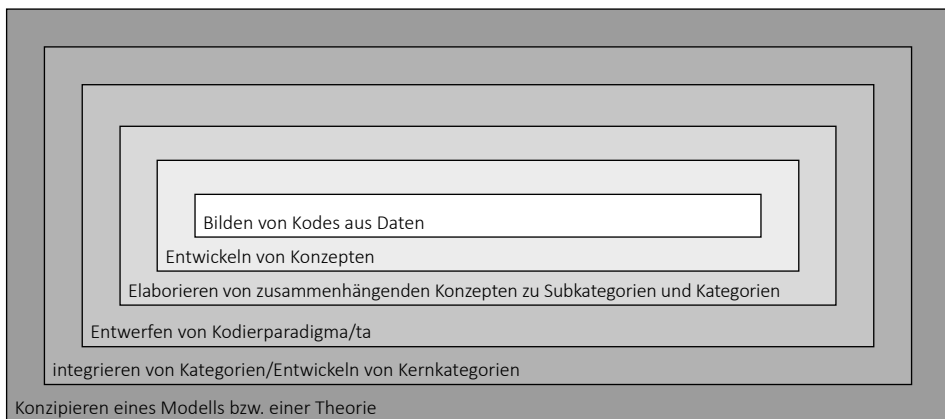 Bilden von Kodes aus Daten
Entwickeln von Konzepten
Elaborieren von zusammenhängenden Konzepten zu Subkategorien und Kategorien
Entwerfen von Kodierparadigma/ta
integrieren von Kategorien/Entwickeln von Kernkategorien
Konzipieren eines Modells bzw. einer Theorie